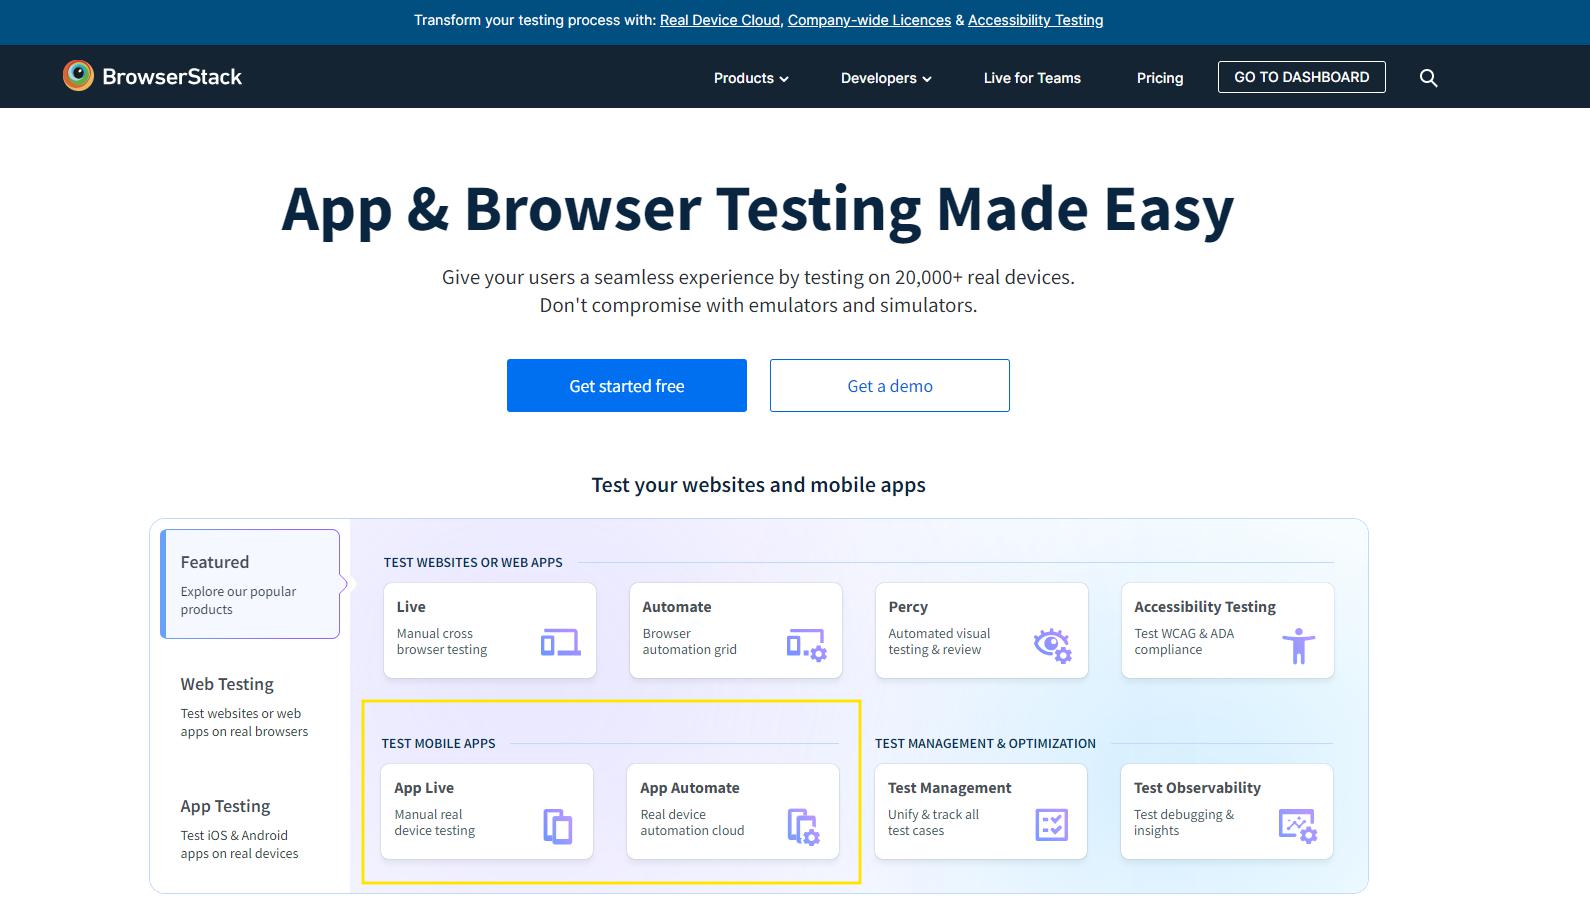 Transform your testing process with: Real Device Cloud, Company-wide Licences & Accessibility Testing
BrowserStack
Products
Developers
Live for Teams
Pricing
GO TO DASHBOARD
App & Browser Testing Made Easy
Give your users a seamless experience by testing on 20,000+ real devices.
Don't compromise with emulators and simulators.
Get started free
Get a demo
Test your websites and mobile apps
Featured
Explore our popular
products
Web Testing
Test websites or web
apps on real browsers
App Testing
Test iOS & Android
apps on real devices
TEST WEBSITES OR WEB APPS
Live
Manual cross
browser testing
Automate
Browser
automation grid
Percy
Automated visual
testing & review
Accessibility Testing
Test WCAG & ADA
compliance
TEST MOBILE APPS
App Live
Manual real
device testing
App Automate
Real device
automation cloud
TEST MANAGEMENT & OPTIMIZATION
Test Management
Unify & track all
test cases
Test Observability
Test debugging &
insights